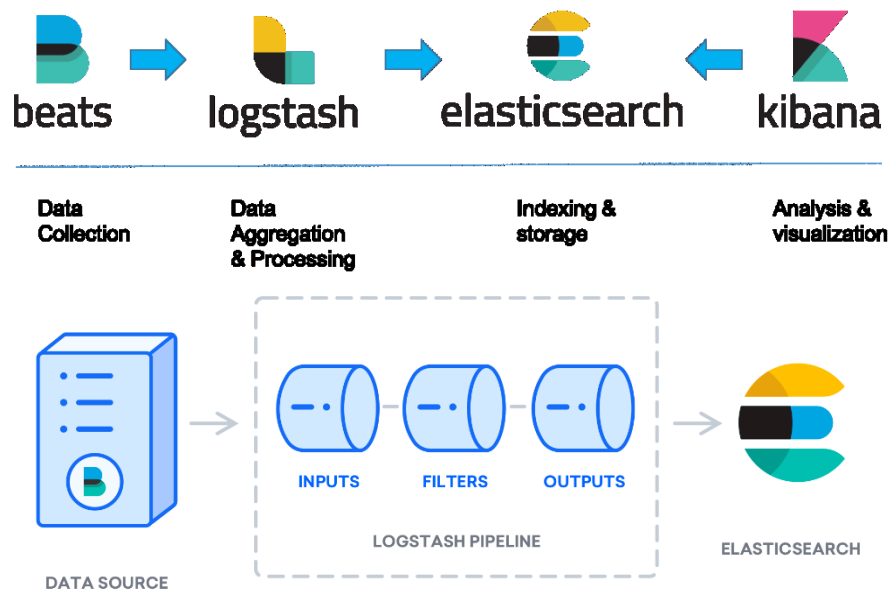 beats
logstash
elasticsearch
kibana
Data
Collection
Data
Aggregation
& Processing
Indexing &
storage
Analysis &
visualization
INPUTS
FILTERS
OUTPUTS
LOGSTASH PIPELINE
ELASTICSEARCH
DATA SOURCE